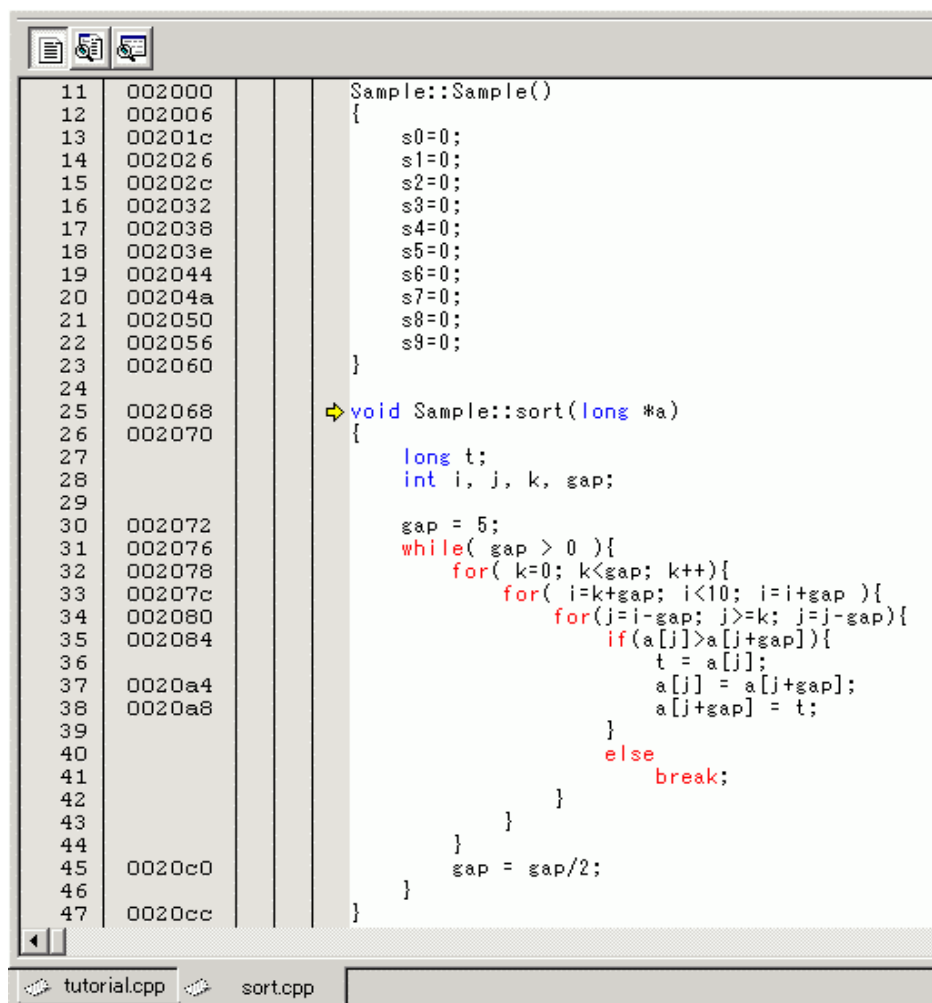 11 002000 Sample::Sample()
12 002006 {
13 00201c s0=0;
14 002026 s1=0;
15 00202c s2=0;
16 002032 s3=0;
17 002038 s4=0;
18 00203e s5=0;
19 002044 s6=0;
20 00204a s7=0;
21 002050 s8=0;
22 002056 s9=0;
23 002060 }
24
25 002068 void Sample::sort(long *a)
26 002070 {
27 long t;
28 int i, j, k, gap;
29
30 002072 gap = 5;
31 002076 while( gap > 0 ){
32 002078 for( k=0; k<gap; k++){
33 00207c for( i=k+gap; i<10; i=i+gap ){
34 002080 for(j=i-gap; j>=k; j=j-gap){
35 002084 if(a[j]>a[j+gap]){
36 t = a[j];
37 0020a4 a[j] = a[j+gap];
38 0020a8 a[j+gap] = t;
39 }
40 else
41 break;
42 }
43 }
44 }
45 0020c0 gap = gap/2;
46 }
47 0020cc }
tutorial.cpp sort.cpp